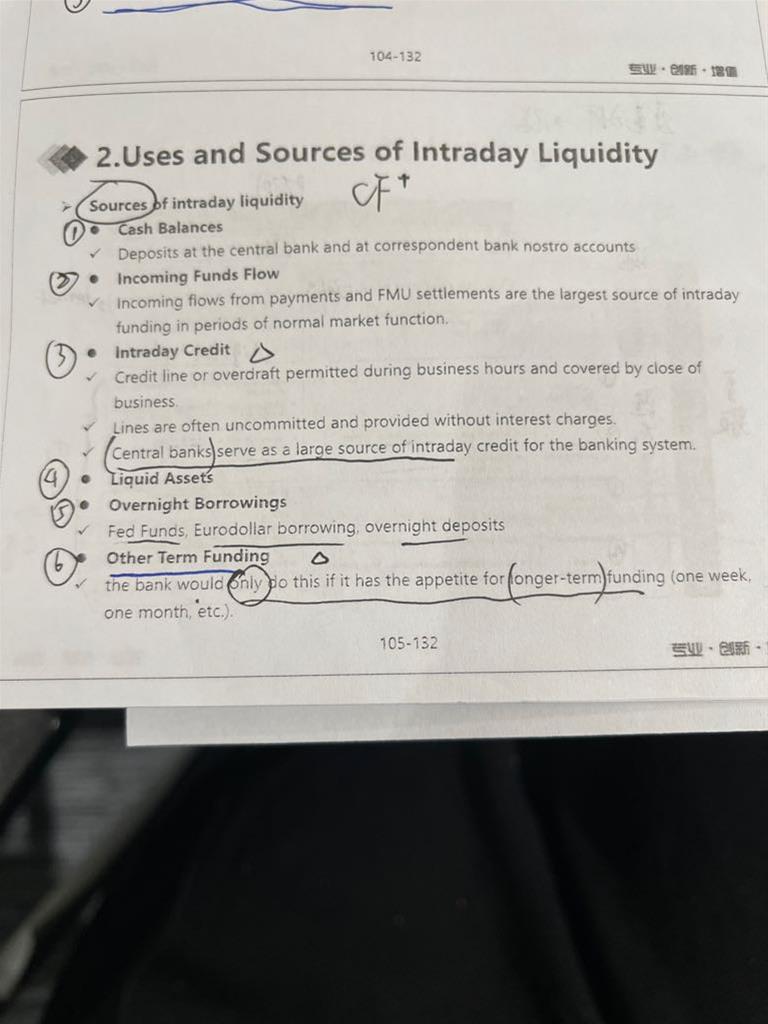 104-132
专业·创新·增值
2.Uses and Sources of Intraday Liquidity
➢ Sources of intraday liquidity CF⁺
① • Cash Balances
✓ Deposits at the central bank and at correspondent bank nostro accounts
② • Incoming Funds Flow
✓ Incoming flows from payments and FMU settlements are the largest source of intraday
funding in periods of normal market function.
③ • Intraday Credit △
✓ Credit line or overdraft permitted during business hours and covered by close of
business.
✓ Lines are often uncommitted and provided without interest charges.
✓ (Central banks) serve as a large source of intraday credit for the banking system.
④ • Liquid Assets
⑤ • Overnight Borrowings
✓ Fed Funds, Eurodollar borrowing, overnight deposits
⑥ • Other Term Funding △
✓ the bank would only do this if it has the appetite for (longer-term) funding (one week,
one month, etc.).
105-132
专业·创新·